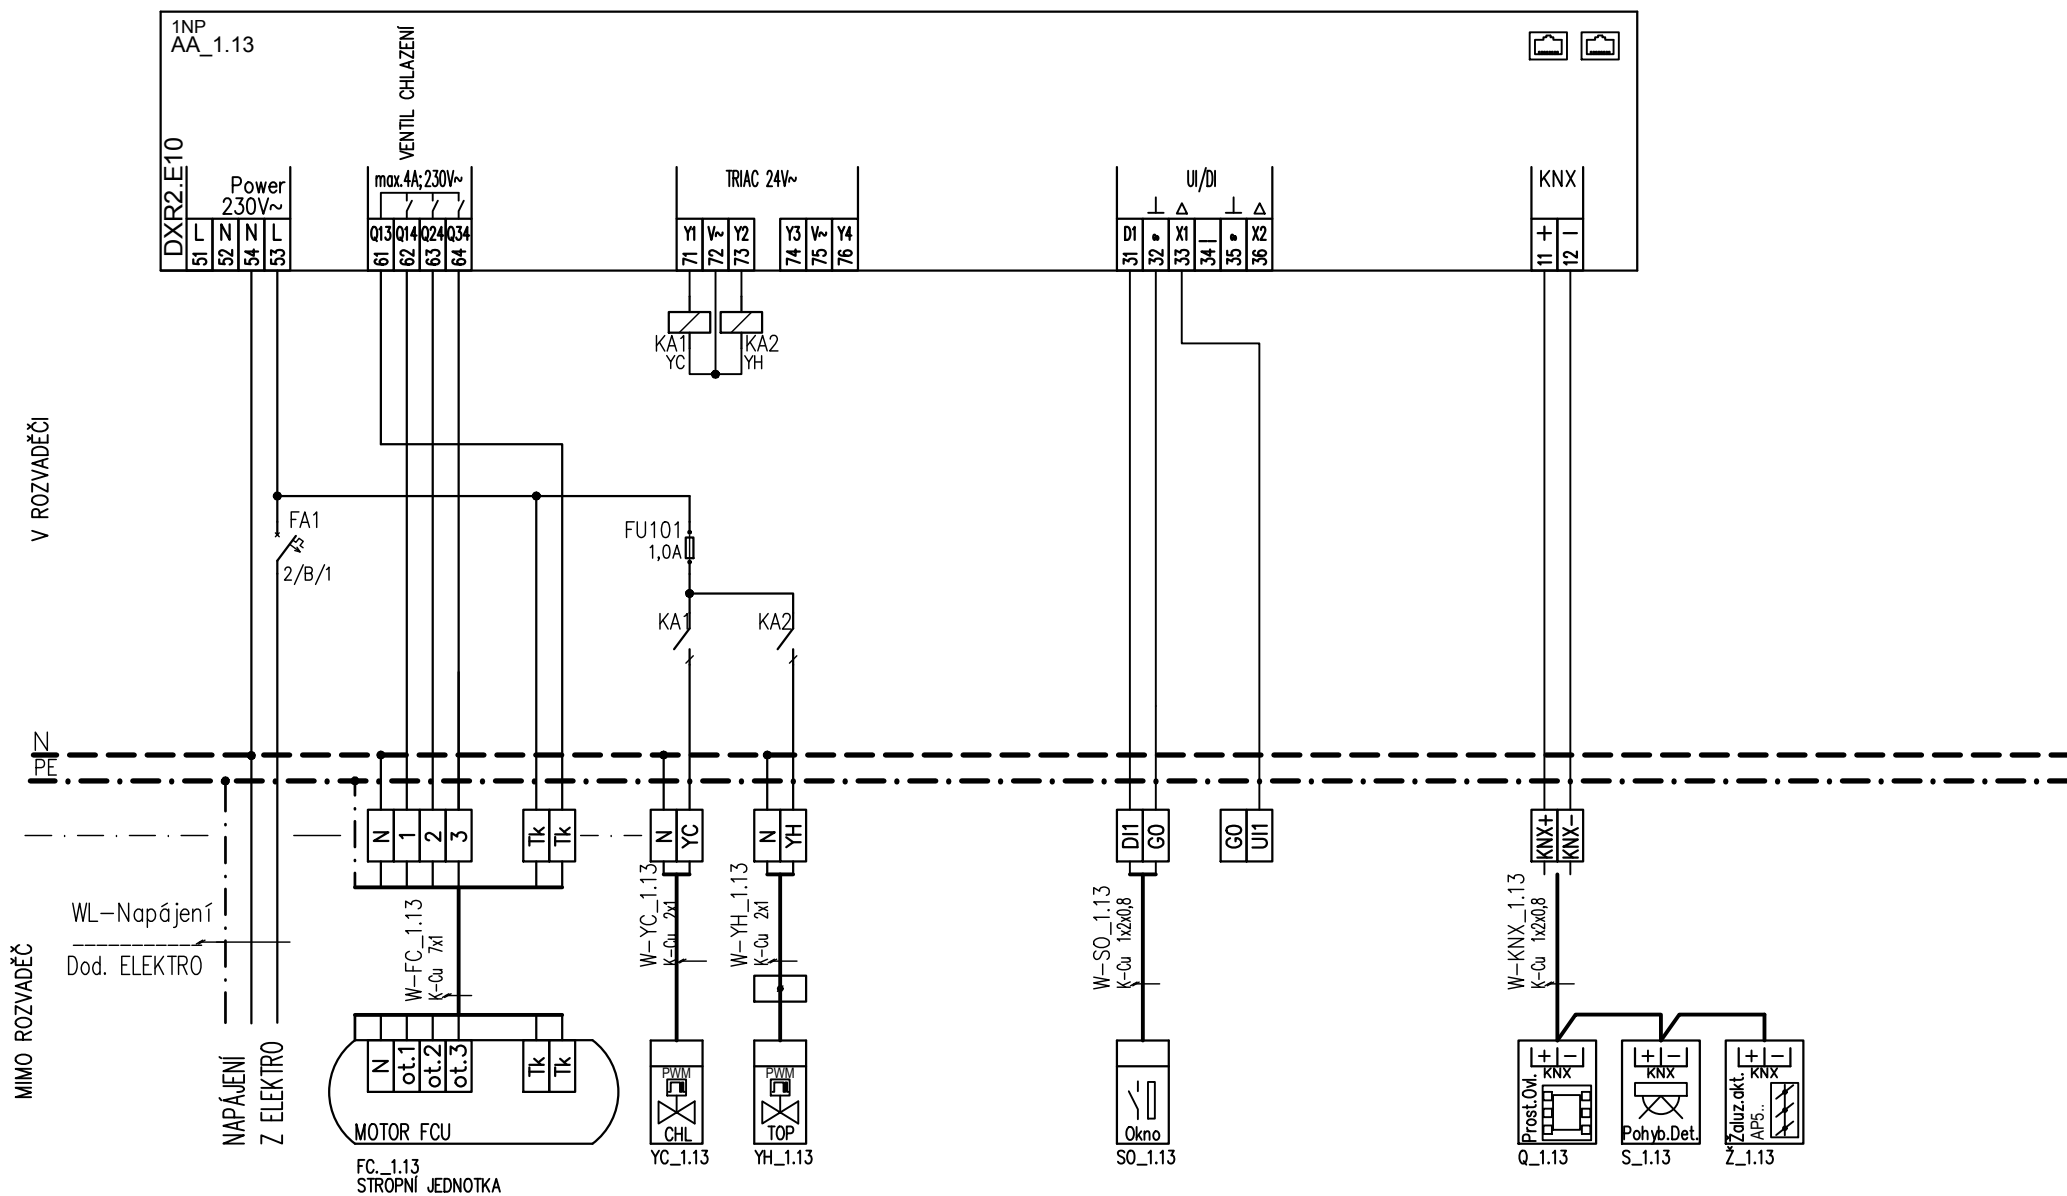 1NP
AA_1.13
DXR2.E10
VENTIL CHLAZENÍ
Power
230V~
max.4A;230V~
TRIAC 24V~
UI/DI
KNX
L N N L
51 52 54 53
Q13 Q14 Q24 Q34
61 62 63 64
Y1 V~ Y2
71 72 73
Y3 V~ Y4
74 75 76
D1 X1 X2
31 32 33 34 35 36
+ −
11 12
KA1
YC
KA2
YH
V ROZVADĚČI
FA1
2/B/1
FU101
1,0A
KA1
KA2
N
PE
N 1 2 3
Tk Tk
N YC
N YH
DI1 GO
GO UI1
KNX+ KNX-
WL-Napájení
Dod. ELEKTRO
MIMO ROZVADĚČ
NAPÁJENÍ
Z ELEKTRO
W-FC_1.13
K-Cu 7x1
W-YC_1.13
K-Cu 2x1
W-YH_1.13
K-Cu 2x1
W-SO_1.13
K-Cu 1x2x0,8
W-KNX_1.13
K-Cu 1x2x0,8
N ot.1 ot.2 ot.3
Tk Tk
MOTOR FCU
FC._1.13
STROPNÍ JEDNOTKA
PWM
CHL
YC_1.13
PWM
TOP
YH_1.13
Okno
SO_1.13
+ −
KNX
Prost.Ovl.
Q_1.13
+ −
KNX
Pohyb.Det.
S_1.13
+ −
KNX
Žaluz.akt.
AP5..
Ž_1.13